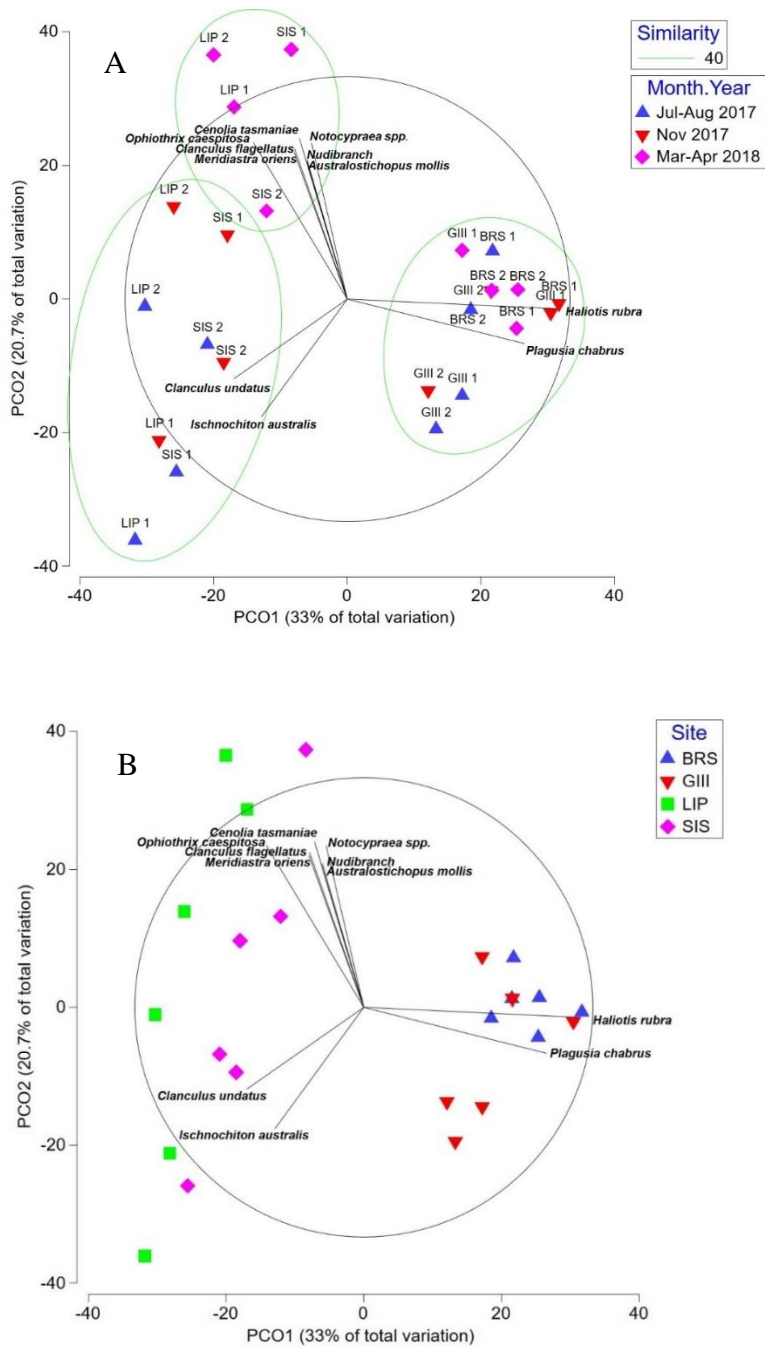 A
Similarity
40
Month.Year
Jul-Aug 2017
Nov 2017
Mar-Apr 2018
40
20
0
-20
-40
PCO2 (20.7% of total variation)
LIP 2
SIS 1
LIP 1
Cenolia tasmaniae
Notocypraea spp.
Ophiothrix caespitosa
Clanculus flagellatus
Nudibranch
Meridiastra oriens
Australostichopus mollis
LIP 2
SIS 1
SIS 2
GIII 1
BRS 1
LIP 2
BRS 2
BRS 2
BRS 1
GIII 2
GIII 1
Haliotis rubra
BRS 2
BRS 1
SIS 2
SIS 2
Plagusia chabrus
Clanculus undatus
GIII 2
GIII 1
GIII 2
Ischnochiton australis
LIP 1
SIS 1
LIP 1
-40
-20
0
20
40
PCO1 (33% of total variation)
B
Site
BRS
GIII
LIP
SIS
40
20
0
-20
-40
PCO2 (20.7% of total variation)
Cenolia tasmaniae
Notocypraea spp.
Ophiothrix caespitosa
Clanculus flagellatus
Nudibranch
Meridiastra oriens
Australostichopus mollis
Haliotis rubra
Plagusia chabrus
Clanculus undatus
Ischnochiton australis
-40
-20
0
20
40
PCO1 (33% of total variation)